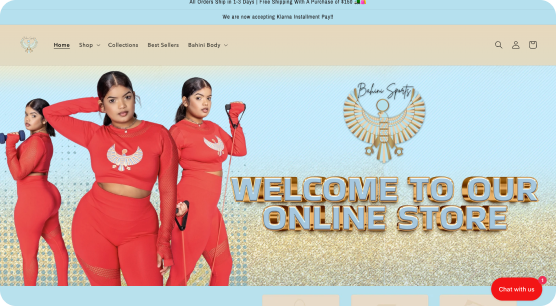 All Orders Ship in 1-3 Days | Free Shipping With A Purchase of $150
We are now accepting Klarna Installment Pay!!
Home
Shop
Collections
Best Sellers
Bahini Body
Bahini Sports
WELCOME TO OUR
ONLINE STORE
Chat with us
1